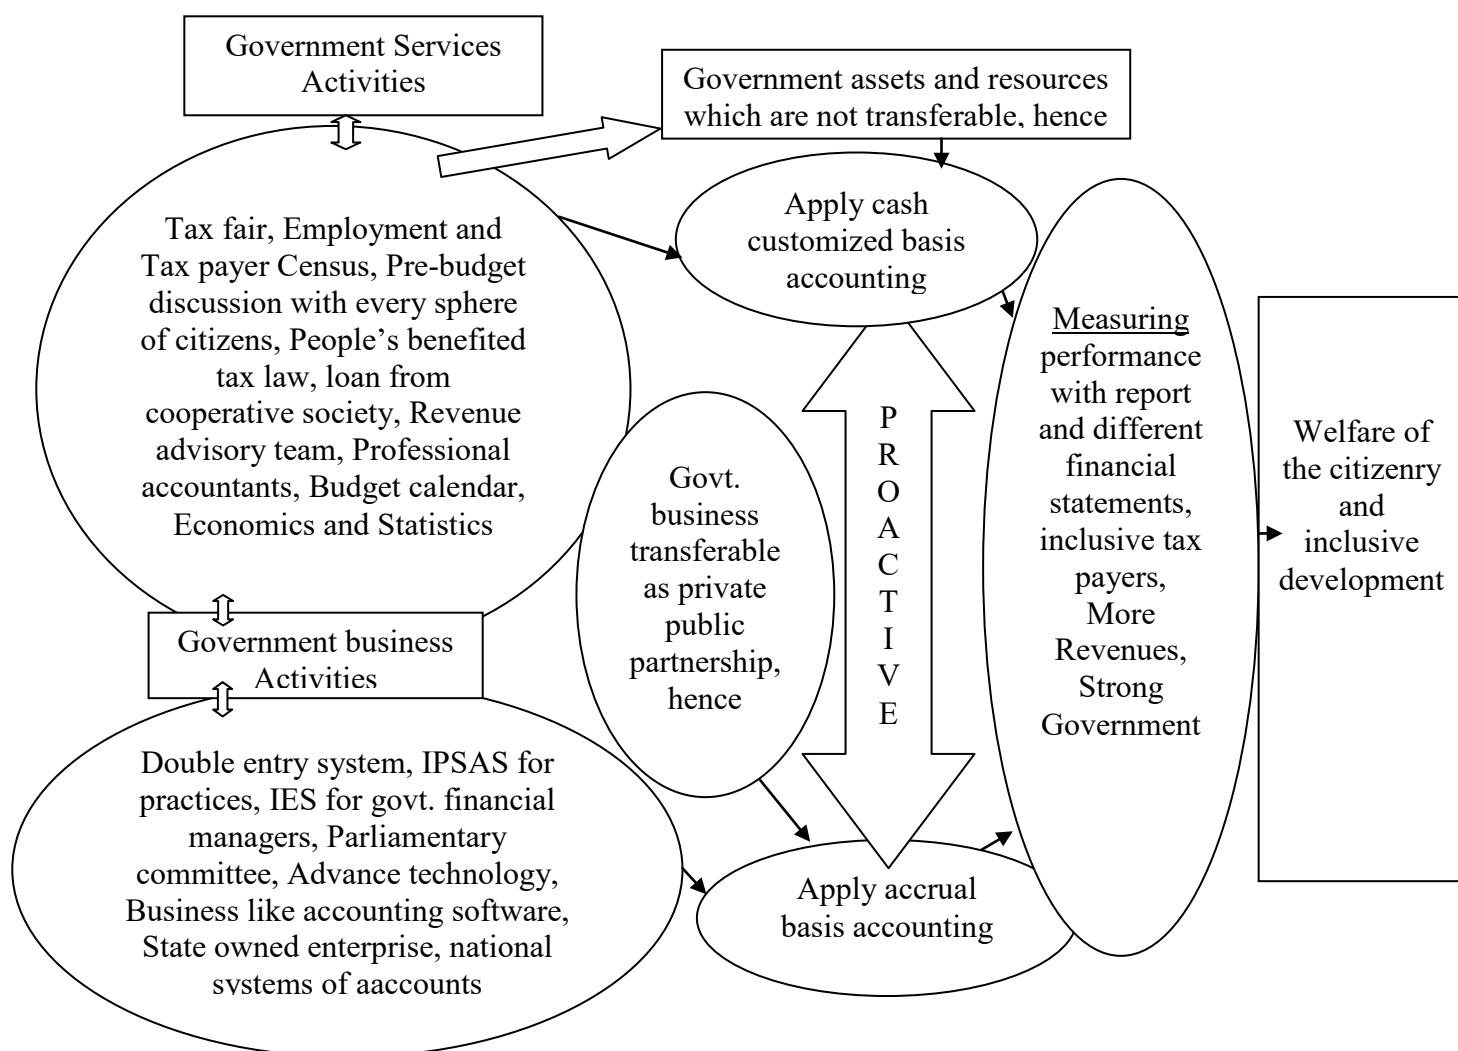 Government Services
Activities
Government assets and resources
which are not transferable, hence
Tax fair, Employment and
Tax payer Census, Pre-budget
discussion with every sphere
of citizens, People’s benefited
tax law, loan from
cooperative society, Revenue
advisory team, Professional
accountants, Budget calendar,
Economics and Statistics
Apply cash
customized basis
accounting
Govt.
business
transferable
as private
public
partnership,
hence
P
R
O
A
C
T
I
V
E
Measuring
performance
with report
and different
financial
statements,
inclusive tax
payers,
More
Revenues,
Strong
Government
Welfare of
the citizenry
and
inclusive
development
Government business
Activities
Double entry system, IPSAS for
practices, IES for govt. financial
managers, Parliamentary
committee, Advance technology,
Business like accounting software,
State owned enterprise, national
systems of aaccounts
Apply accrual
basis accounting